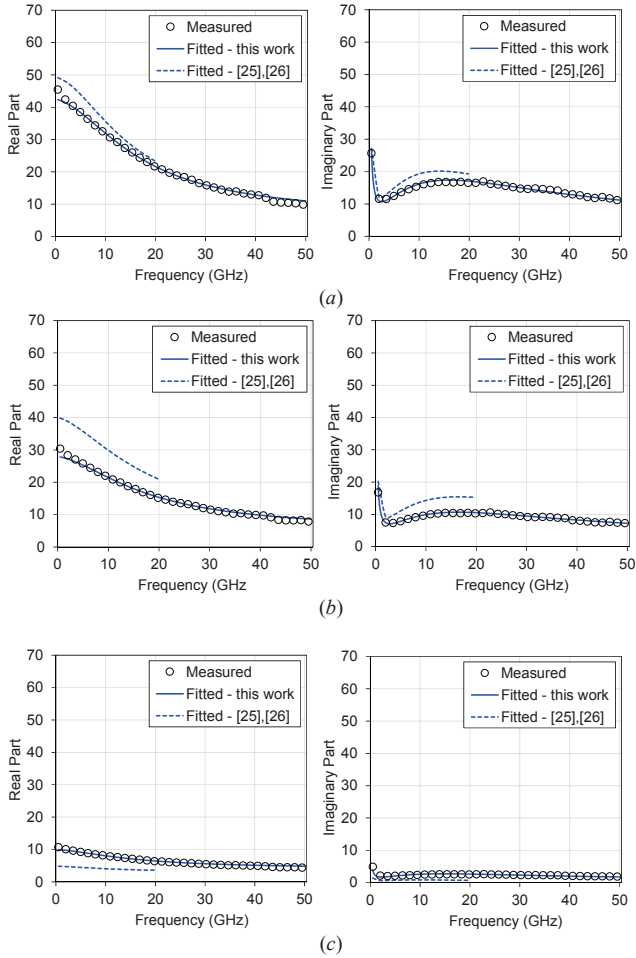 70
60
50
40
30
20
10
0
Real Part
Measured
Fitted - this work
Fitted - [25],[26]
0 10 20 30 40 50
Frequency (GHz)
70
60
50
40
30
20
10
0
Imaginary Part
Measured
Fitted - this work
Fitted - [25],[26]
0 10 20 30 40 50
Frequency (GHz)
(a)
70
60
50
40
30
20
10
0
Real Part
Measured
Fitted - this work
Fitted - [25],[26]
0 10 20 30 40 50
Frequency (GHz
70
60
50
40
30
20
10
0
Imaginary Part
Measured
Fitted - this work
Fitted - [25],[26]
0 10 20 30 40 50
Frequency (GHz)
(b)
70
60
50
40
30
20
10
0
Real Part
Measured
Fitted - this work
Fitted - [25],[26]
0 10 20 30 40 50
Frequency (GHz)
70
60
50
40
30
20
10
0
Imaginary Part
Measured
Fitted - this work
Fitted - [25],[26]
0 10 20 30 40 50
Frequency (GHz)
(c)